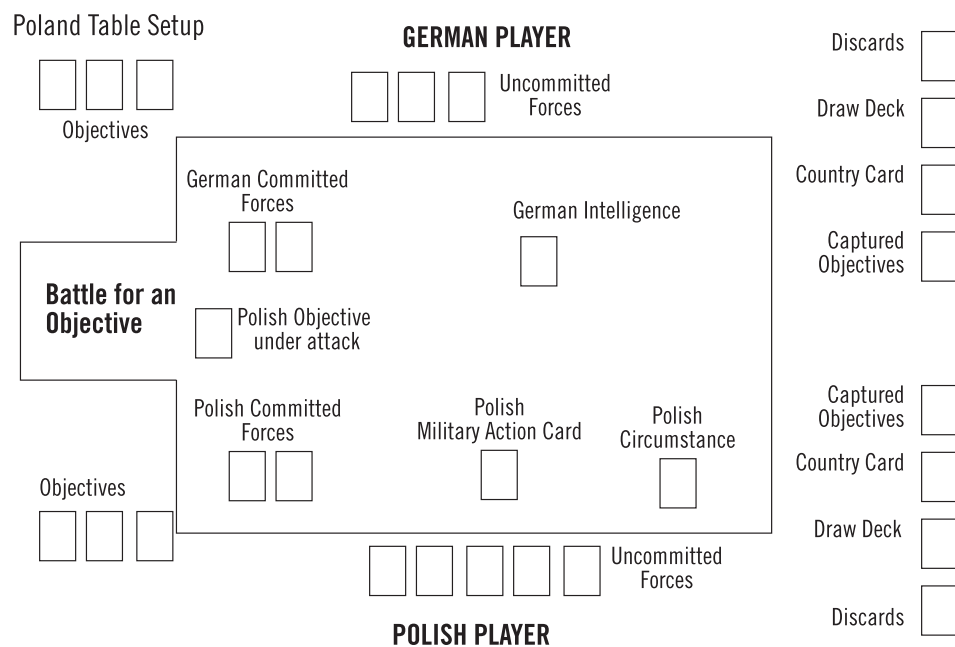 Poland Table Setup
GERMAN PLAYER
Objectives
Uncommitted
Forces
Discards
Draw Deck
Country Card
Captured
Objectives
German Committed
Forces
German Intelligence
Battle for an
Objective
Polish Objective
under attack
Polish Committed
Forces
Polish
Military Action Card
Polish
Circumstance
Captured
Objectives
Country Card
Draw Deck
Discards
Objectives
Uncommitted
Forces
POLISH PLAYER